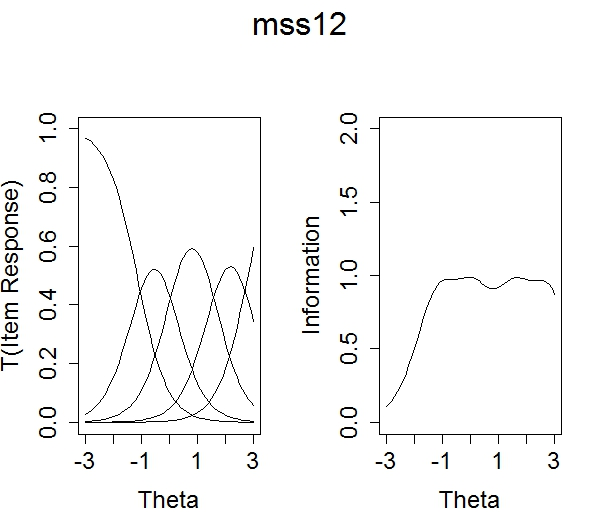 mss12
T(Item Response)
0.0 0.2 0.4 0.6 0.8 1.0
-3 -1 1 3
Theta
Information
0.0 0.5 1.0 1.5 2.0
-3 -1 1 3
Theta